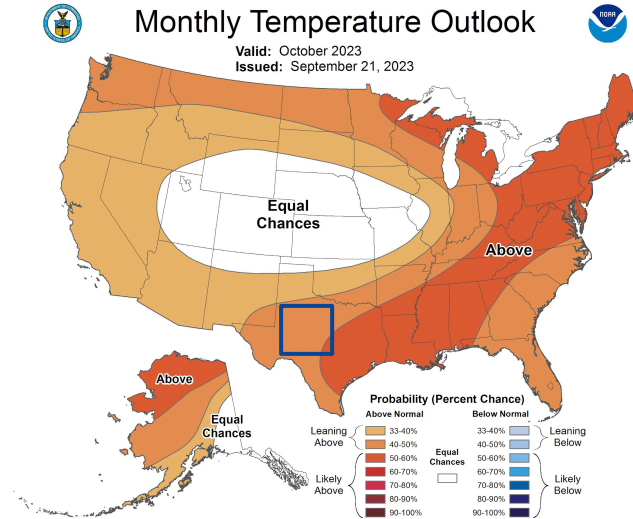 Monthly Temperature Outlook
NOAA
Valid: October 2023
Issued: September 21, 2023
Equal
Chances
Above
Above
Equal
Chances
Probability (Percent Chance)
Above Normal
Below Normal
Leaning
Above
33-40%
40-50%
Likely
Above
50-60%
60-70%
70-80%
80-90%
90-100%
Equal
Chances
33-40%
40-50%
Leaning
Below
50-60%
60-70%
70-80%
80-90%
90-100%
Likely
Below